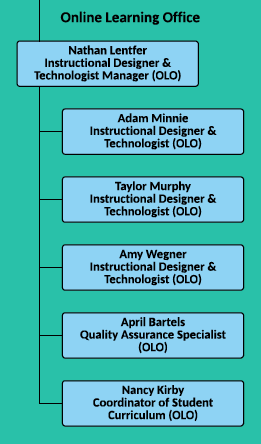 Online Learning Office
Nathan Lentfer
Instructional Designer &
Technologist Manager (OLO)
Adam Minnie
Instructional Designer &
Technologist (OLO)
Taylor Murphy
Instructional Designer &
Technologist (OLO)
Amy Wegner
Instructional Designer &
Technologist (OLO)
April Bartels
Quality Assurance Specialist
(OLO)
Nancy Kirby
Coordinator of Student
Curriculum (OLO)